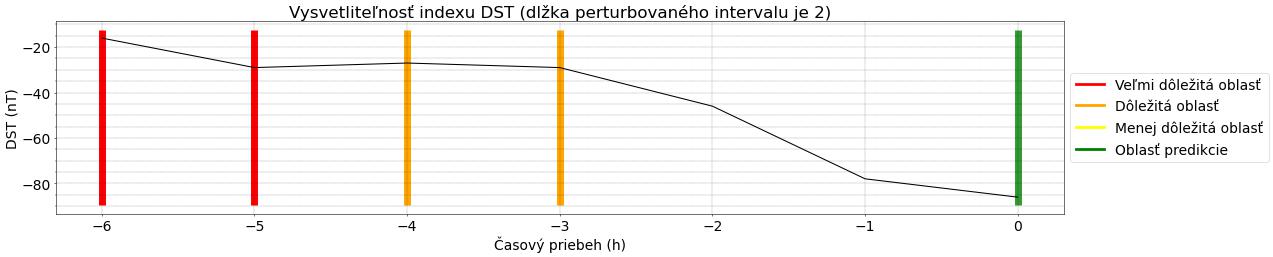 Vysvetliteľnosť indexu DST (dĺžka perturbovaného intervalu je 2)
DST (nT)
−20
−40
−60
−80
−6
−5
−4
−3
−2
−1
0
Časový priebeh (h)
Veľmi dôležitá oblasť
Dôležitá oblasť
Menej dôležitá oblasť
Oblasť predikcie